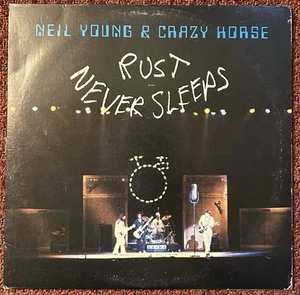 NEIL YOUNG & CRAZY HORSE
RUST
NEVER SLEEPS